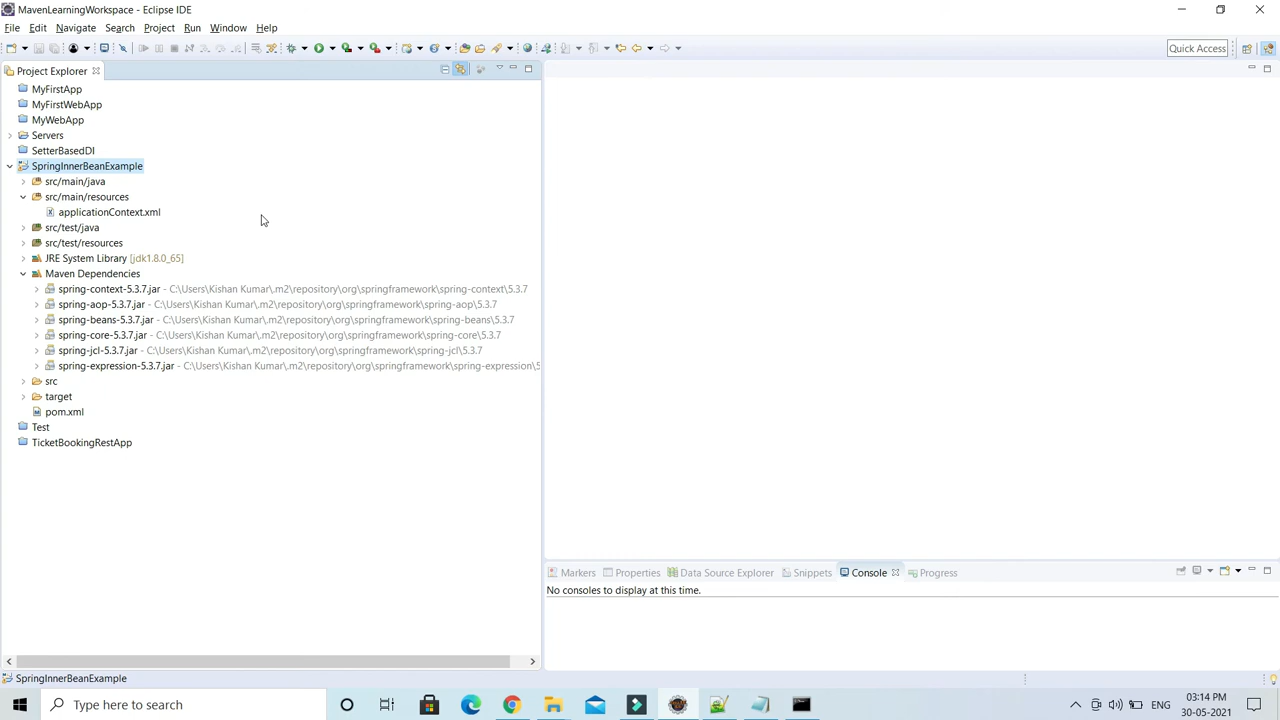 MavenLearningWorkspace - Eclipse IDE
File Edit Navigate Search Project Run Window Help
Quick Access
Project Explorer
MyFirstApp
MyFirstWebApp
MyWebApp
Servers
SetterBasedDI
SpringInnerBeanExample
src/main/java
src/main/resources
applicationContext.xml
src/test/java
src/test/resources
JRE System Library [jdk1.8.0_65]
Maven Dependencies
spring-context-5.3.7.jar - C:\Users\Kishan Kumar\.m2\repository\org\springframework\spring-context\5.3.7
spring-aop-5.3.7.jar - C:\Users\Kishan Kumar\.m2\repository\org\springframework\spring-aop\5.3.7
spring-beans-5.3.7.jar - C:\Users\Kishan Kumar\.m2\repository\org\springframework\spring-beans\5.3.7
spring-core-5.3.7.jar - C:\Users\Kishan Kumar\.m2\repository\org\springframework\spring-core\5.3.7
spring-jcl-5.3.7.jar - C:\Users\Kishan Kumar\.m2\repository\org\springframework\spring-jcl\5.3.7
spring-expression-5.3.7.jar - C:\Users\Kishan Kumar\.m2\repository\org\springframework\spring-expression\5
src
target
pom.xml
Test
TicketBookingRestApp
Markers Properties Data Source Explorer Snippets Console Progress
No consoles to display at this time.
SpringInnerBeanExample
Type here to search
ENG
03:14 PM
30-05-2021